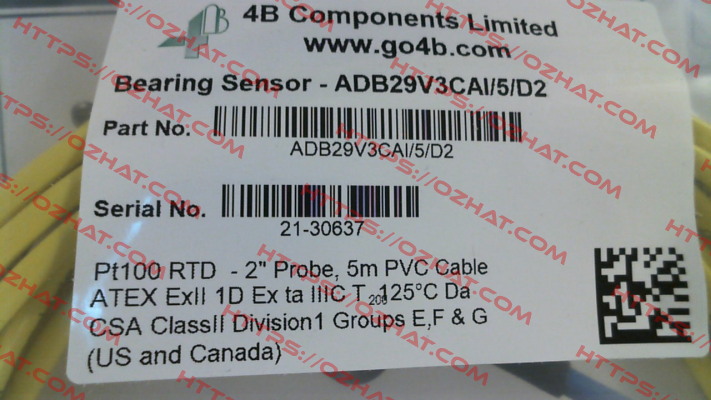 4B Components Limited
www.go4b.com
Bearing Sensor - ADB29V3CAI/5/D2
Part No.
ADB29V3CAI/5/D2
Serial No.
21-30637
Pt100 RTD - 2" Probe, 5m PVC Cable
ATEX ExII 1D Ex ta IIIC T200125°C Da
CSA ClassII Division1 Groups E,F & G
(US and Canada)
HTTPS://OZHAT.COM